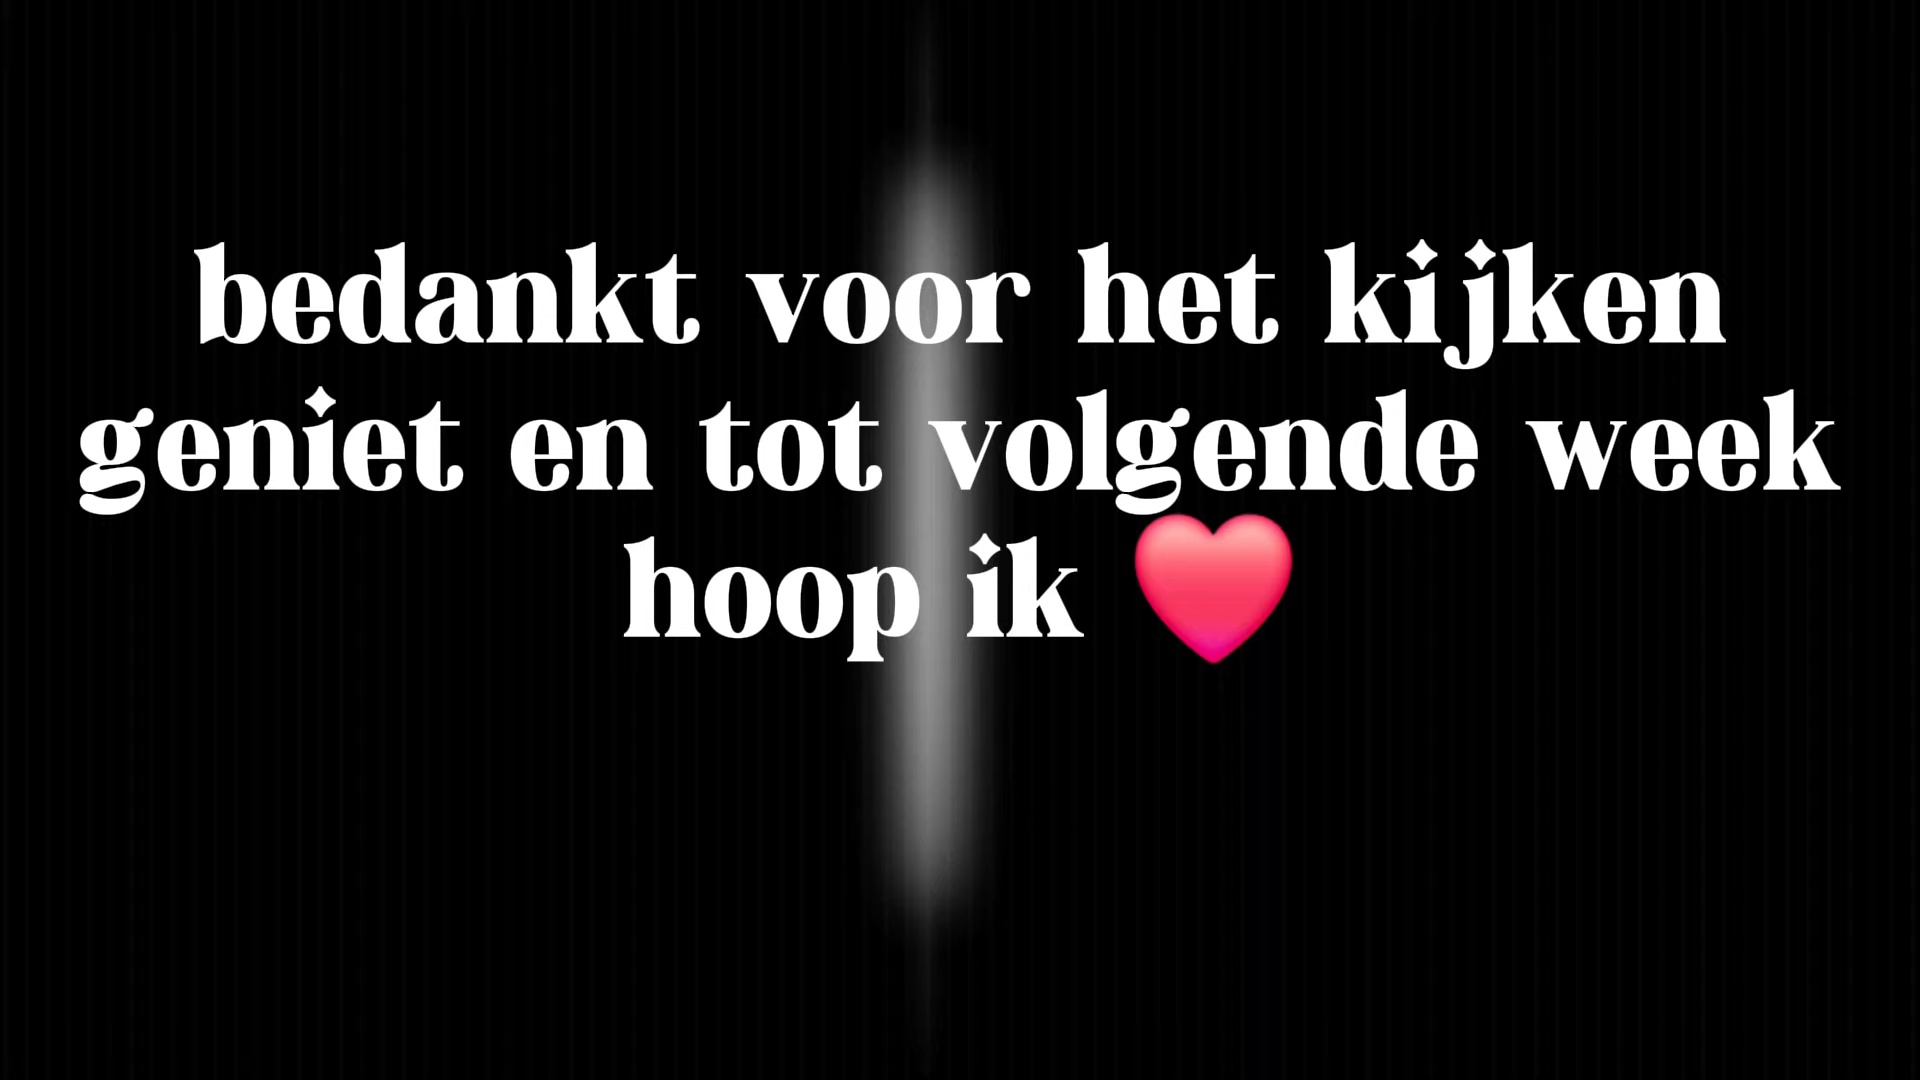 bedankt voor het kijken
geniet en tot volgende week
hoop ik ❤️